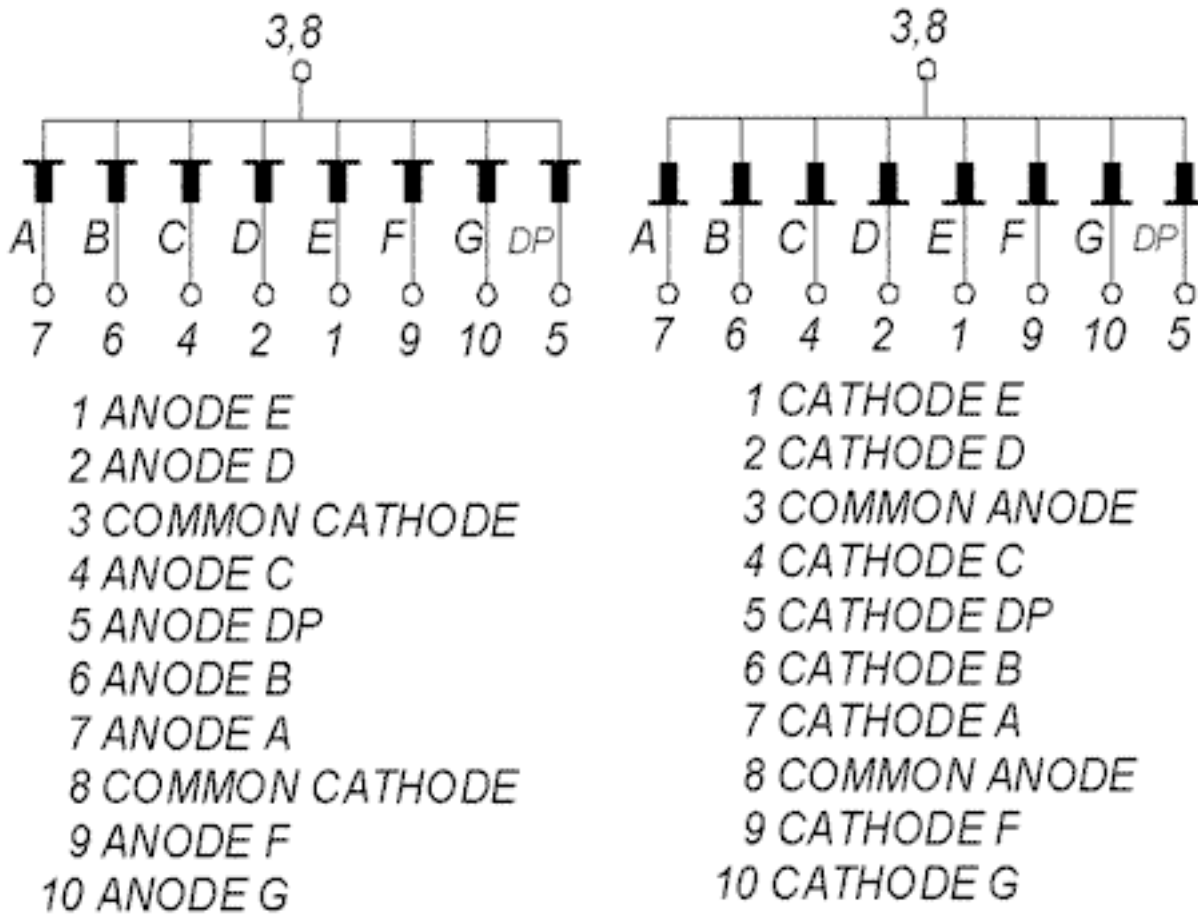 3,8
A B C D E F G DP
7 6 4 2 1 9 10 5
1 ANODE E
2 ANODE D
3 COMMON CATHODE
4 ANODE C
5 ANODE DP
6 ANODE B
7 ANODE A
8 COMMON CATHODE
9 ANODE F
10 ANODE G
3,8
A B C D E F G DP
7 6 4 2 1 9 10 5
1 CATHODE E
2 CATHODE D
3 COMMON ANODE
4 CATHODE C
5 CATHODE DP
6 CATHODE B
7 CATHODE A
8 COMMON ANODE
9 CATHODE F
10 CATHODE G